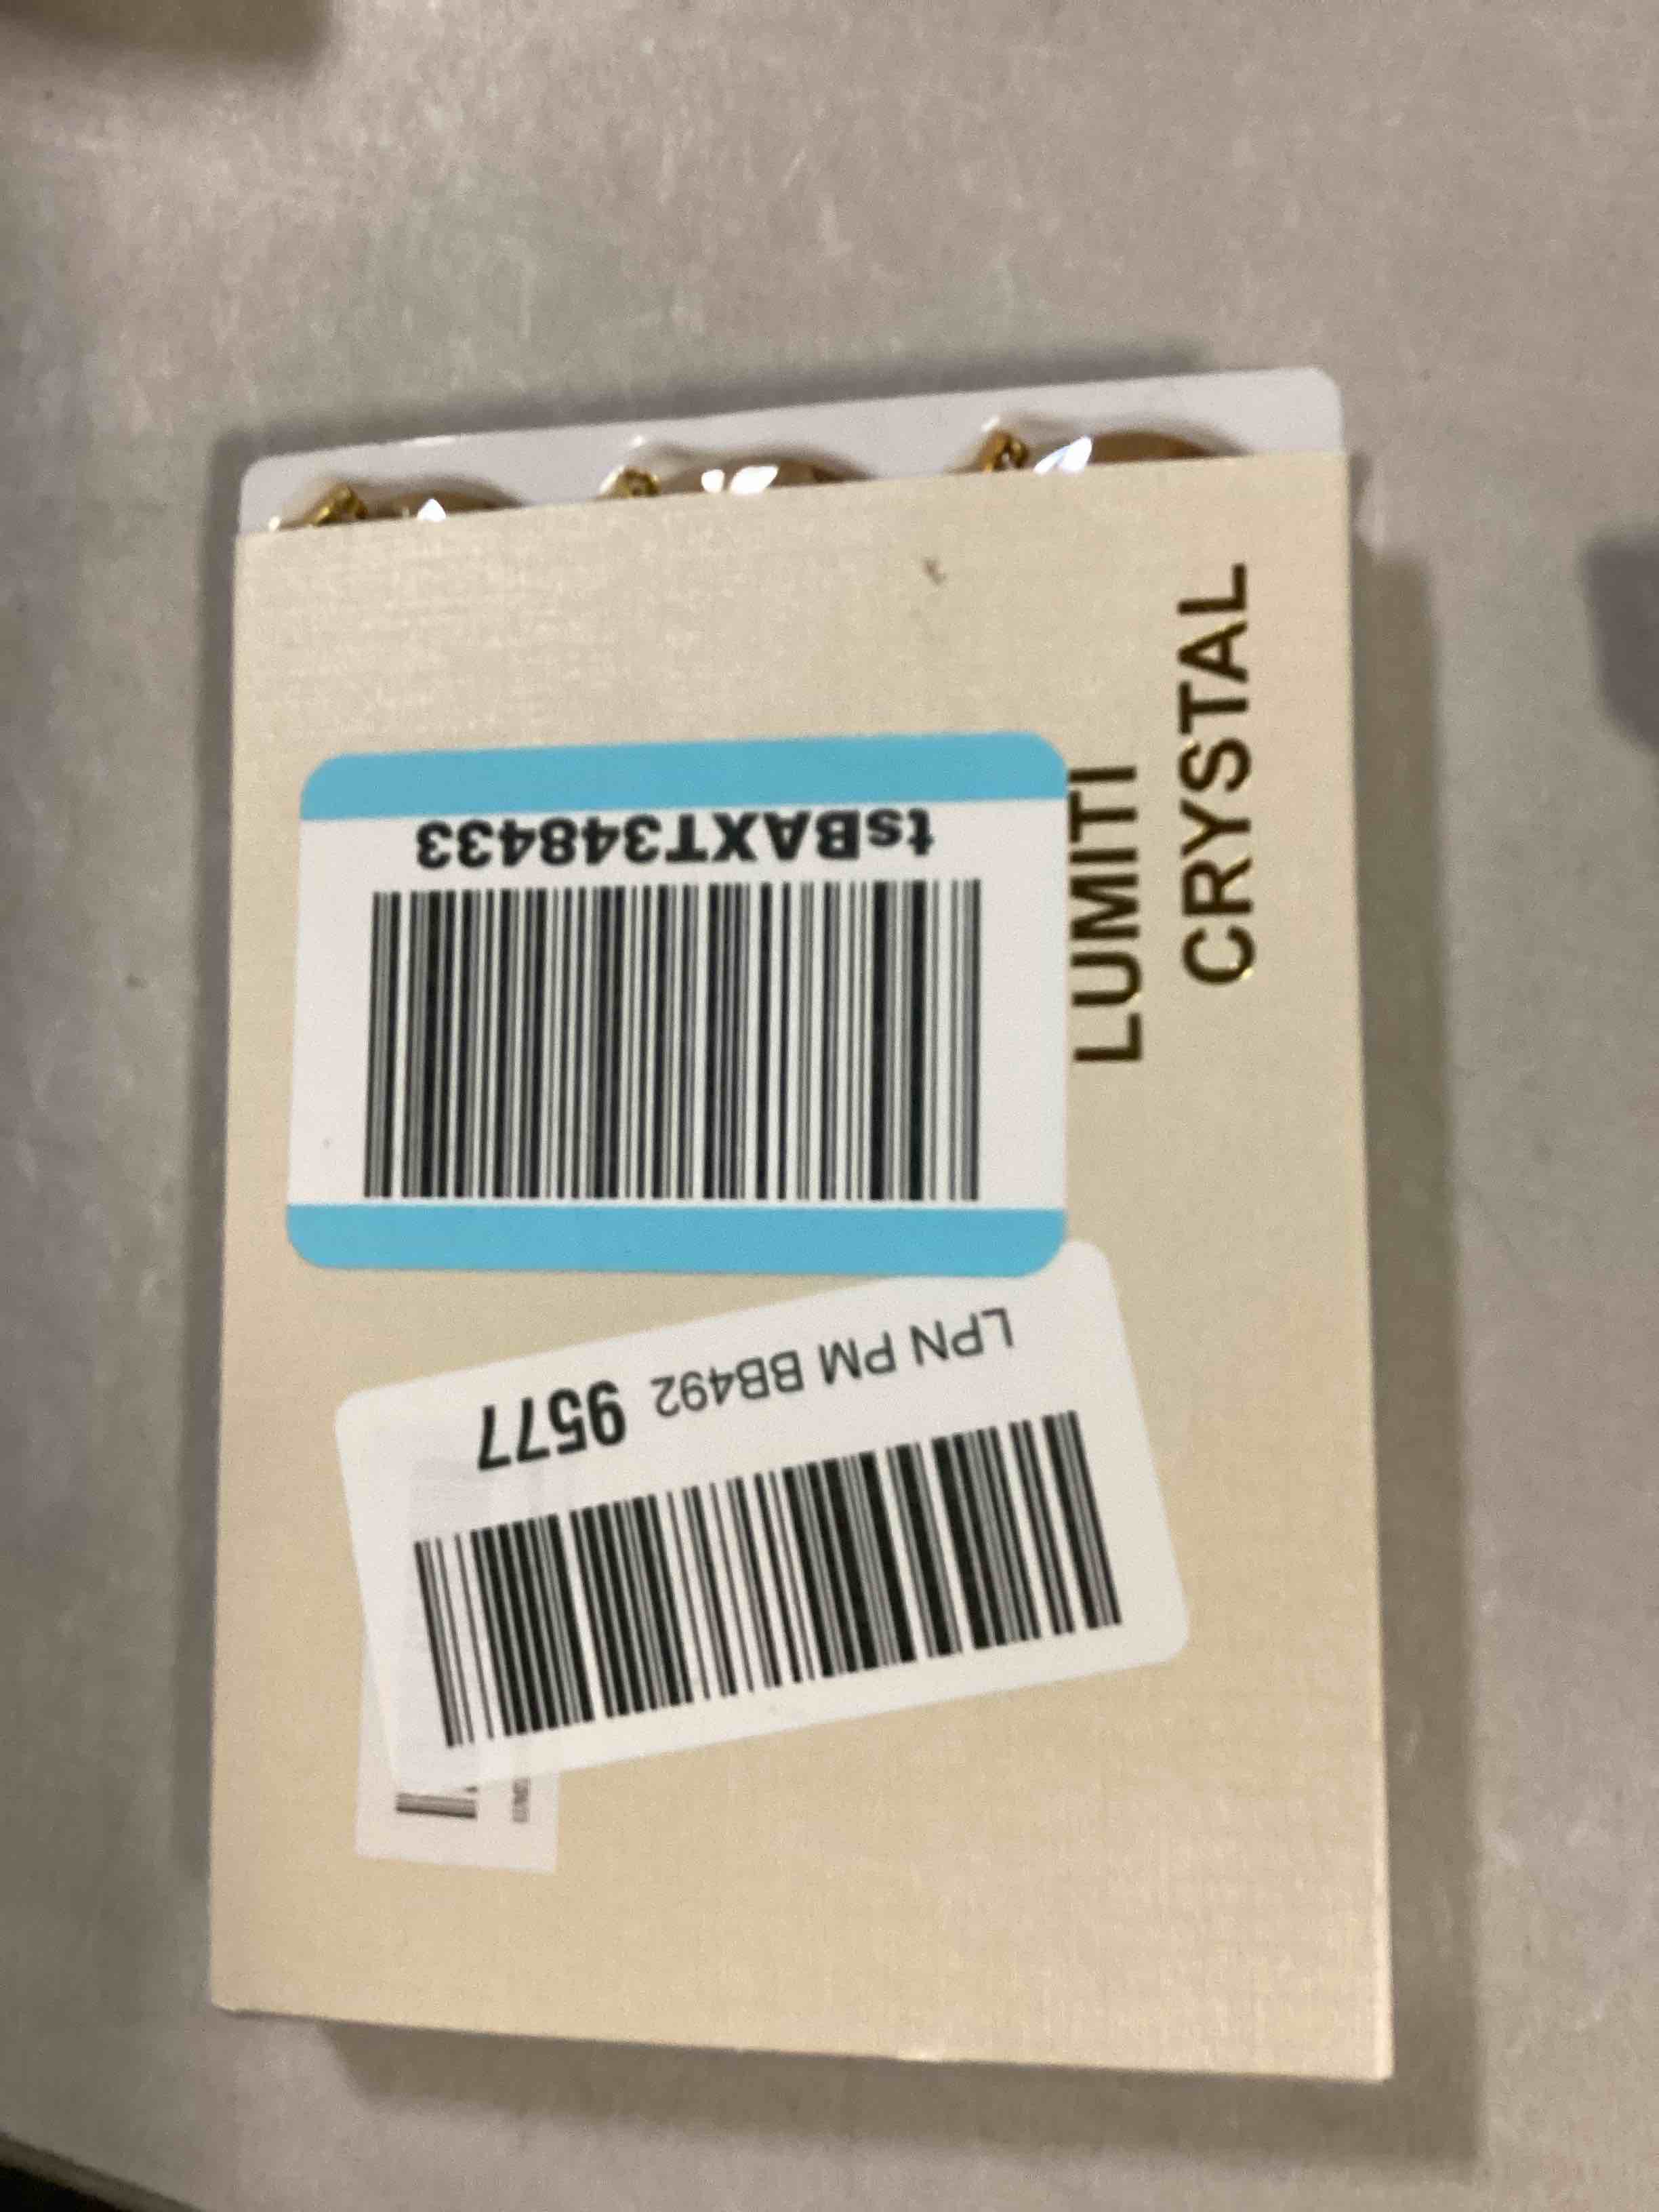 LUMITI
CRYSTAL
tsBAXT348433
LPN PM BB492 9577